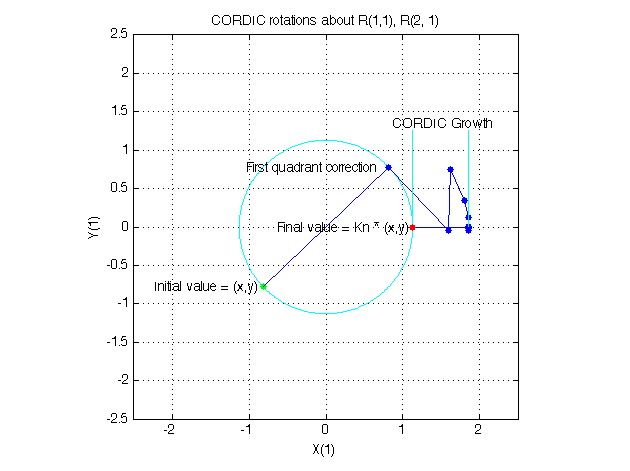 CORDIC rotations about R(1,1), R(2, 1)
2.5
2
1.5
CORDIC Growth
1
First quadrant correction
0.5
Y(1)
0
Final value = Kn * (x,y)
-0.5
Initial value = (x,y)
-1
-1.5
-2
-2.5
-2 -1 0 1 2
X(1)